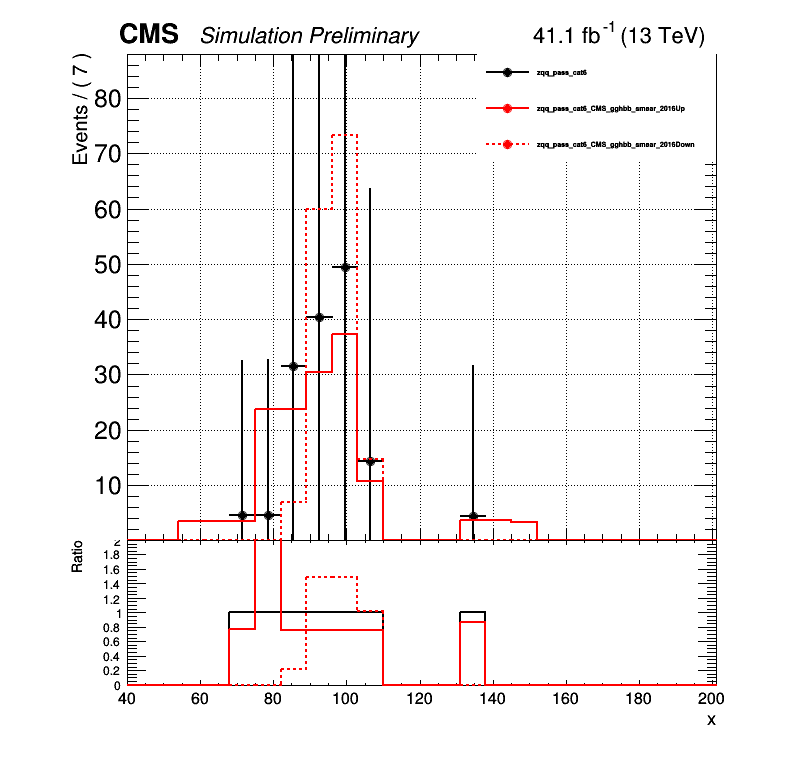 CMS Simulation Preliminary 41.1 fb-1 (13 TeV)
Events / ( 7 )
zqq_pass_cat6
zqq_pass_cat6_CMS_gghbb_smear_2016Up
zqq_pass_cat6_CMS_gghbb_smear_2016Down
80
70
60
50
40
30
20
10
Ratio
2
1.8
1.6
1.4
1.2
1
0.8
0.6
0.4
0.2
0
40 60 80 100 120 140 160 180 200
x